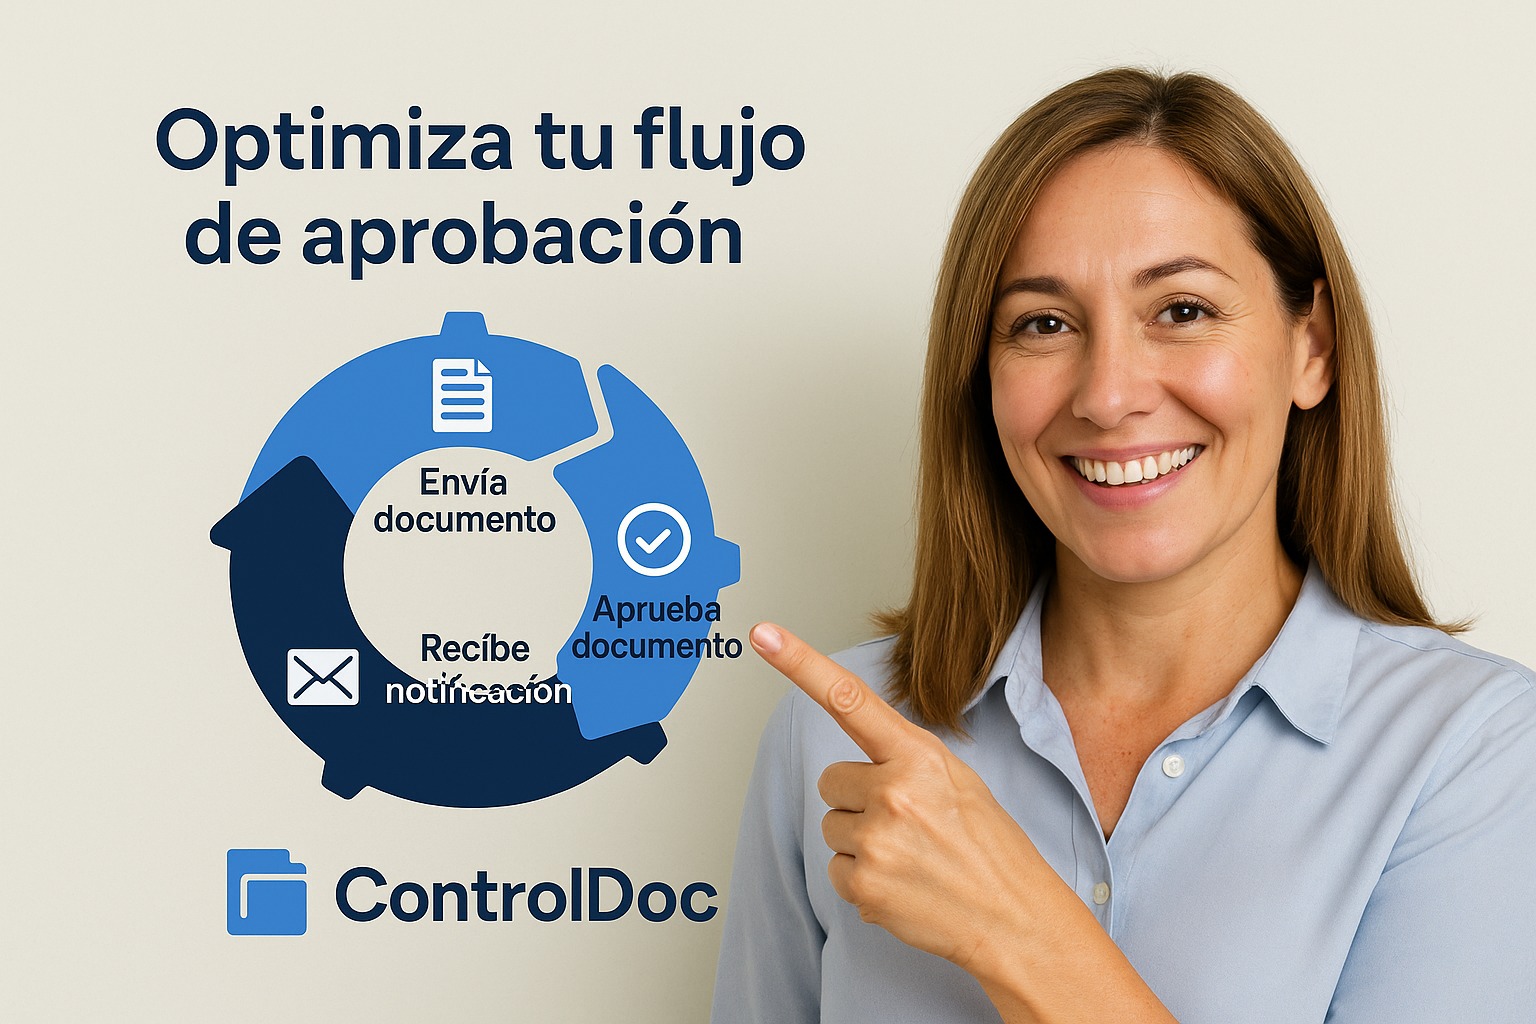 Optimiza tu flujo
de aprobación
Envía
documento
Aprueba
documento
Recíbe
ControlDoc